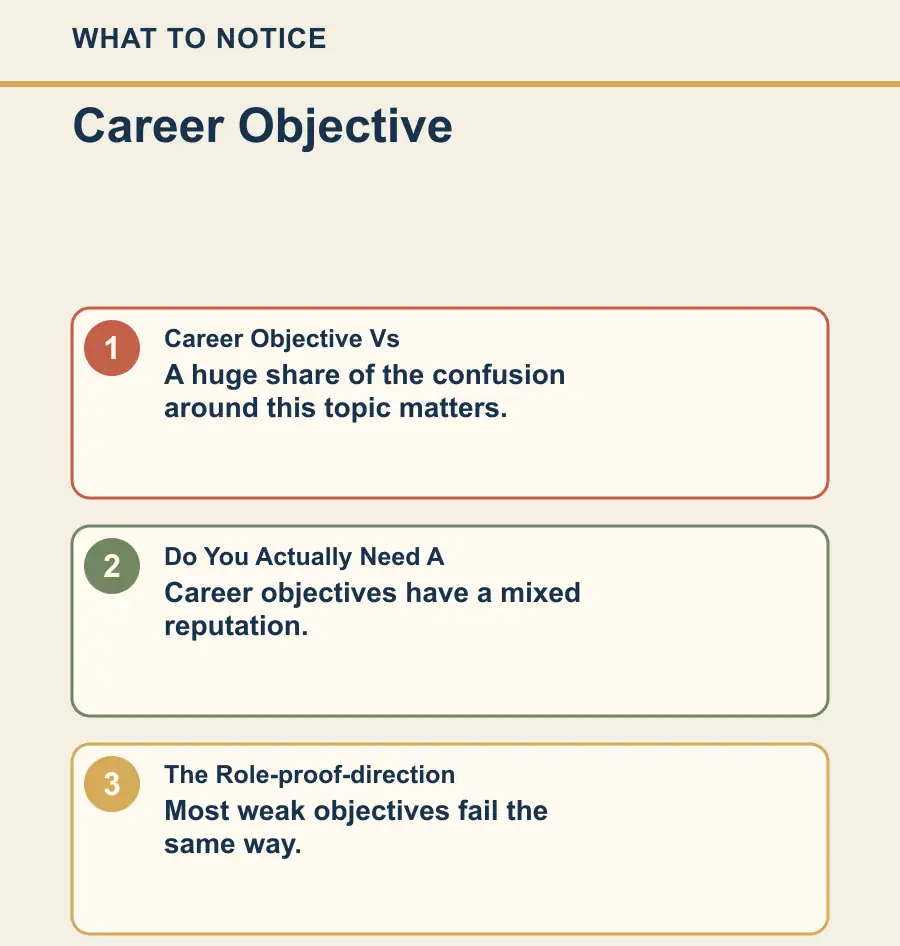 WHAT TO NOTICE
Career Objective
1
Career Objective Vs
A huge share of the confusion
around this topic matters.
2
Do You Actually Need A
Career objectives have a mixed
reputation.
3
The Role-proof-direction
Most weak objectives fail the
same way.